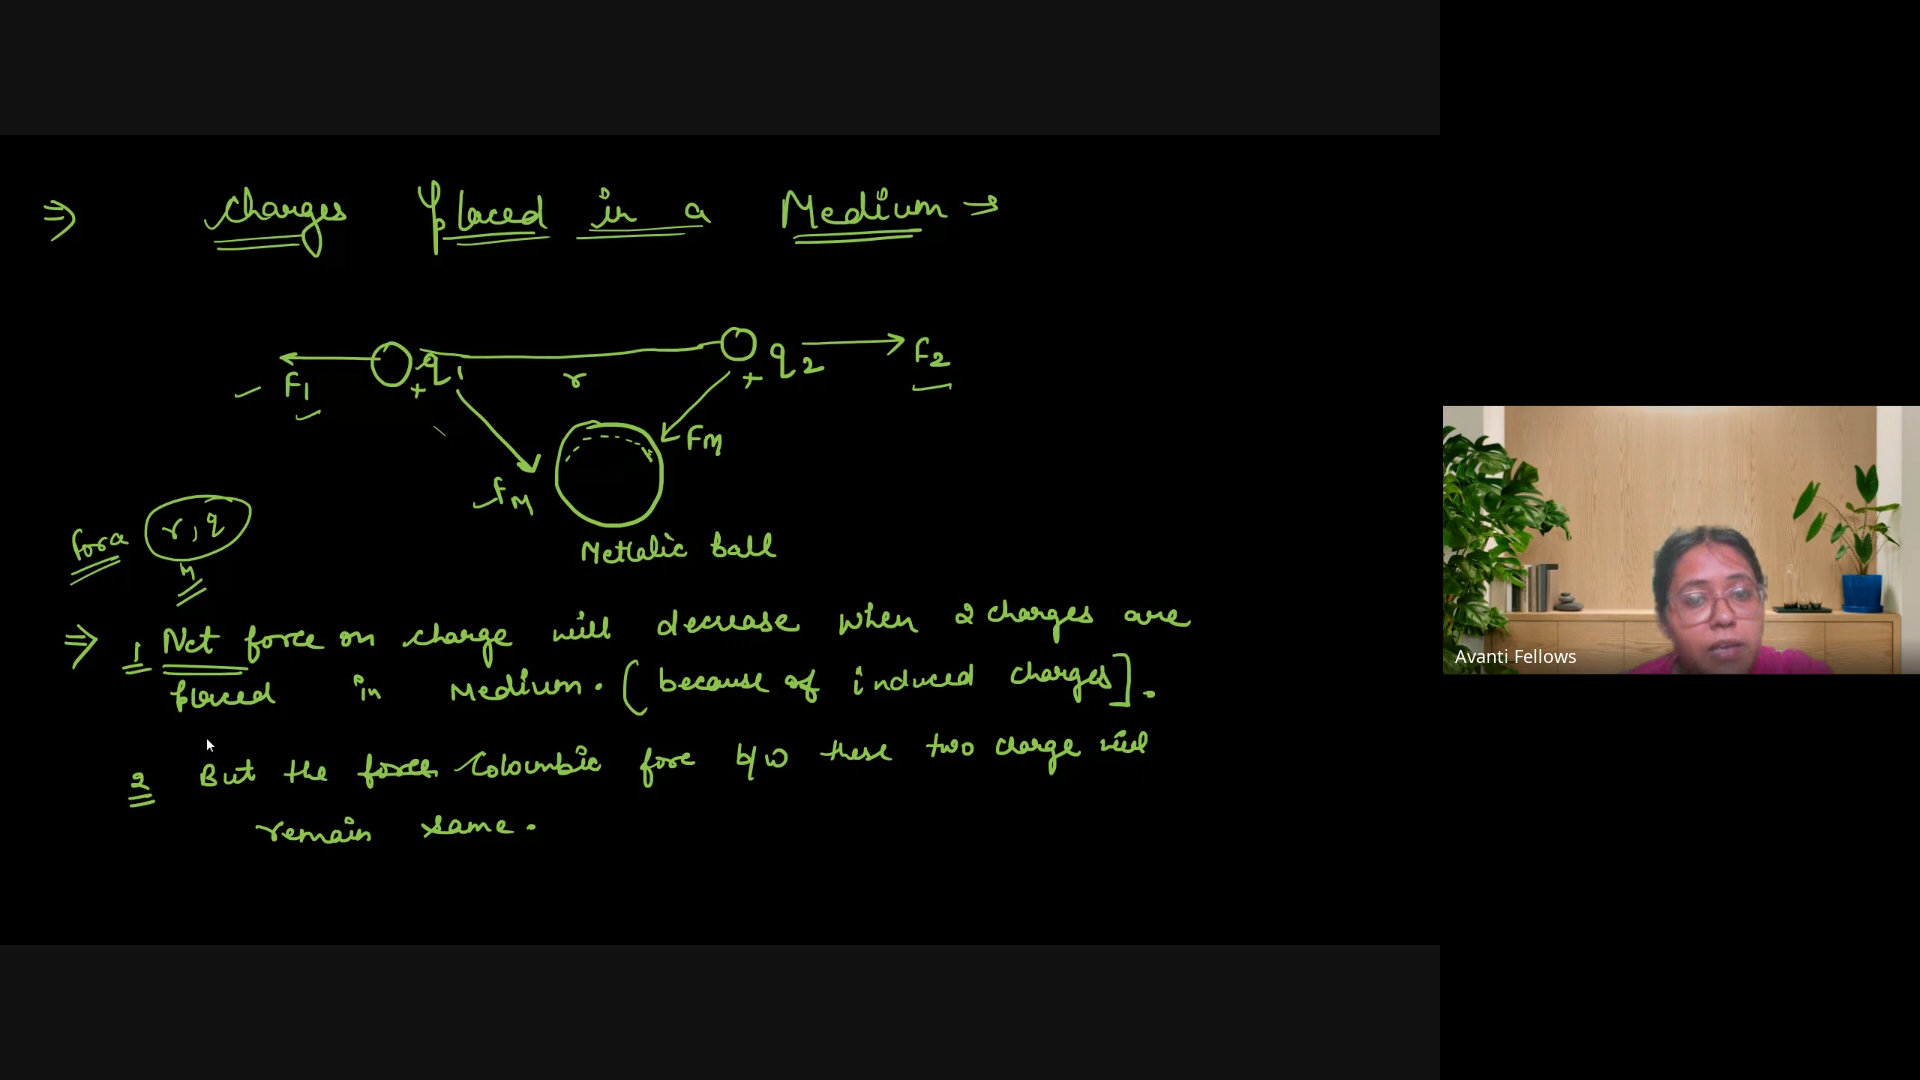 ⇒ Charges placed in a Medium →
F1 q1 + r + q2 F2
FM FM
Metlalic ball
force r, q
M
⇒ 1 Net force on charge will decrease when 2 charges are
placed in Medium. (because of induced charges].
2 But the force Coloumbic forc b/w these two charge will
remain same.
Avanti Fellows